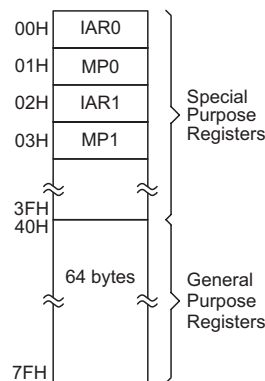 00H IAR0
01H MP0
02H IAR1
03H MP1
Special
Purpose
Registers
3FH
40H
64 bytes
General
Purpose
Registers
7FH